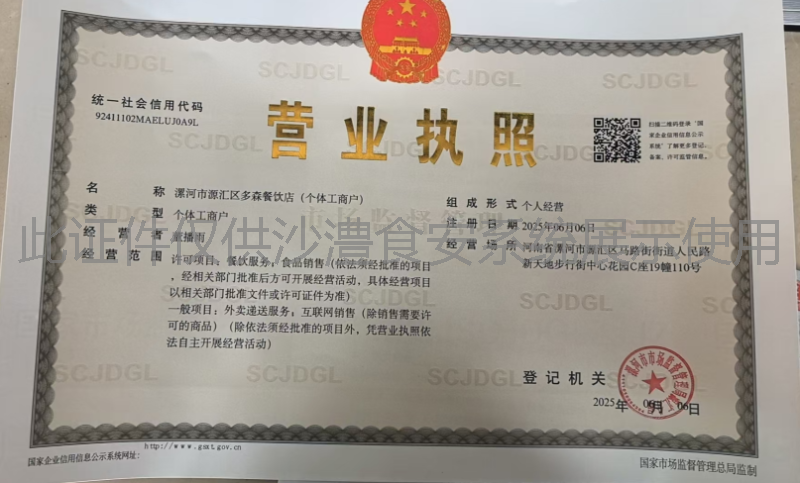 营业执照
统一社会信用代码
92411102MAELUJ0A9L
扫描二维码登录‘国
家企业信用信息公示
系统’了解更多登记、
备案、许可监管信息。
名称 漯河市源汇区多森餐饮店（个体工商户）
类型 个体工商户
经营者 播雨
经营范围 许可项目：餐饮服务；食品销售（依法须经批准的项目
，经相关部门批准后方可开展经营活动，具体经营项目
以相关部门批准文件或许可证件为准）
一般项目：外卖递送服务；互联网销售（除销售需要许
可的商品）（除依法须经批准的项目外，凭营业执照依
法自主开展经营活动）
组成形式 个人经营
注册日期 2025年06月06日
经营场所 河南省漯河市源汇区马路街街道人民路
新天地步行街中心花园C座19幢110号
此证件仅供沙澧食安系统展示使用
登记机关
2025年 06月 06日
http://www.gsxt.gov.cn
国家企业信用信息公示系统网址：
国家市场监督管理总局监制
SCJDGL